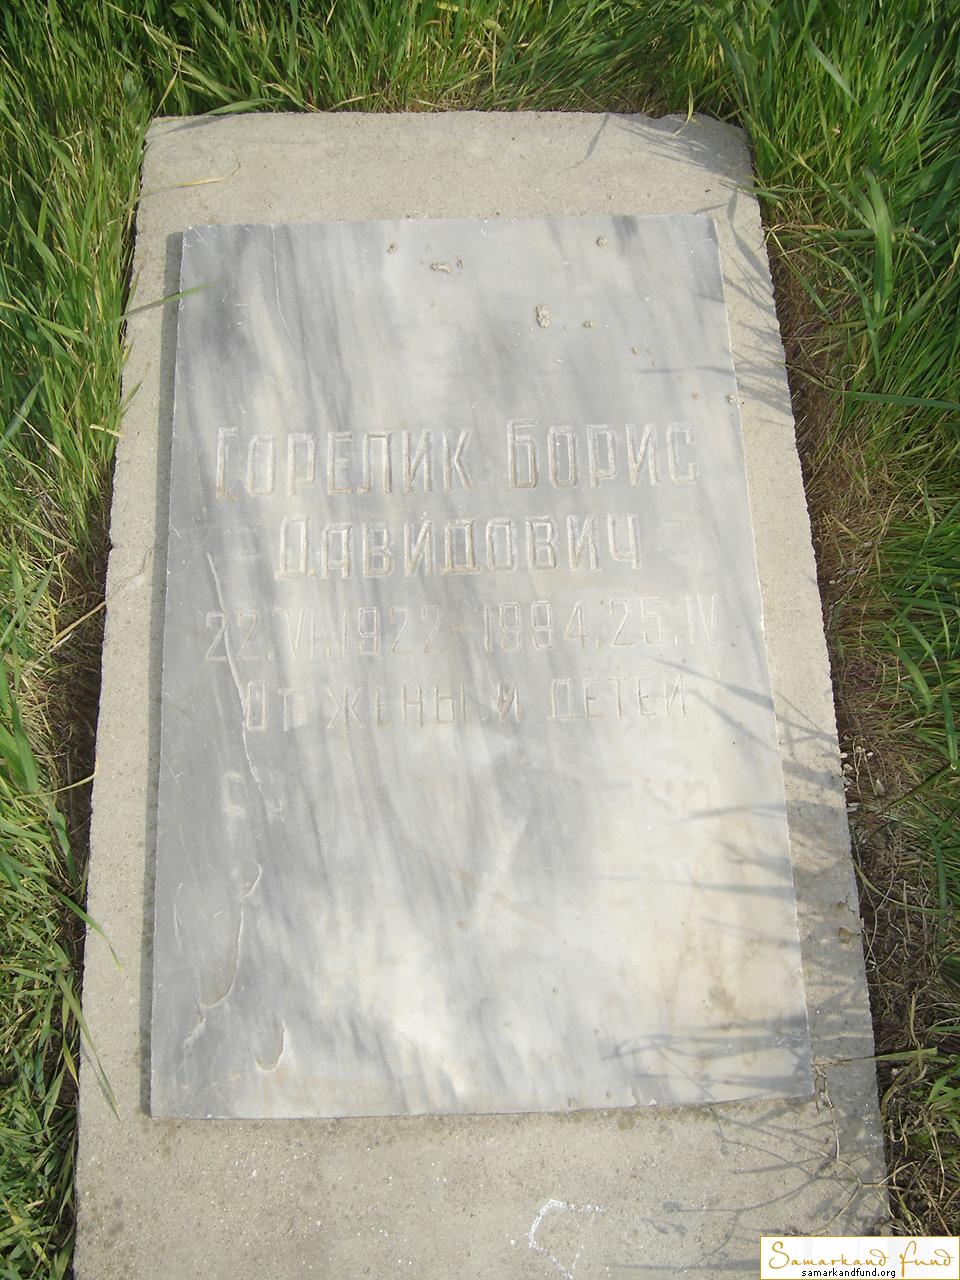 Горелик Борис
Давидович
22.VI.1922-1994.25.IV
От жены и детей
Samarkand fund
samarkandfund.org